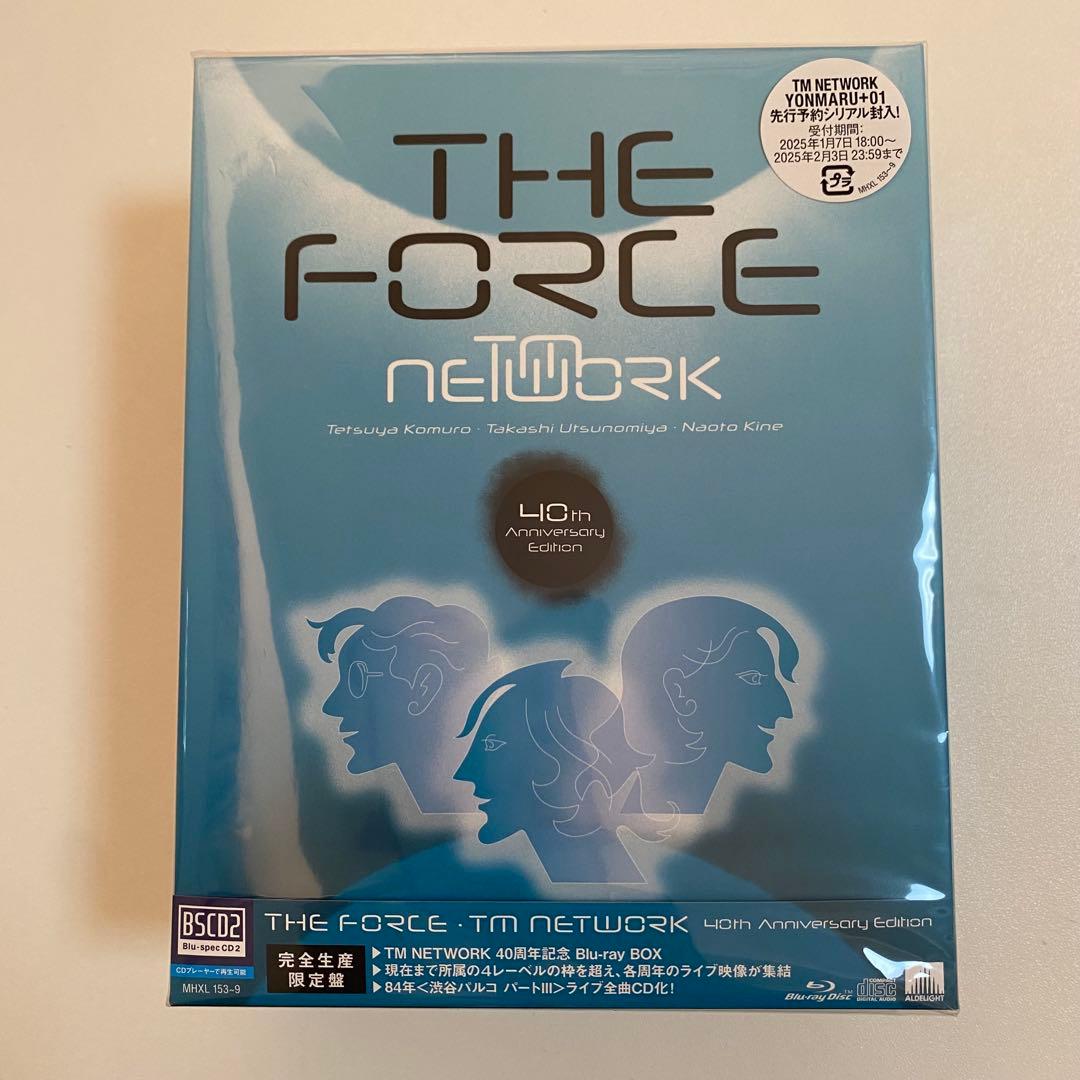 THE
FORCE
TM
NETWORK
Tetsuya Komuro · Takashi Utsunomiya · Naoto Kine
40th
Anniversary
Edition
TM NETWORK
YONMARU+01
先行予約シリアル封入!
受付期間:
2025年1月7日 18:00〜
2025年2月3日 23:59まで
プラ
MHXL 153〜9
BSCD2
Blu-spec CD 2
CDプレーヤーで再生可能
MHXL 153~9
THE FORCE · TM NETWORK 40th Anniversary Edition
完全生産
限定盤
▶TM NETWORK 40周年記念 Blu-ray BOX
▶現在まで所属の4レーベルの枠を超え、各周年のライブ映像が集結
▶84年<渋谷パルコ パートIII>ライブ全曲CD化!
Blu-ray Disc™
COMPACT
disc
DIGITAL AUDIO
ALDELIGHT